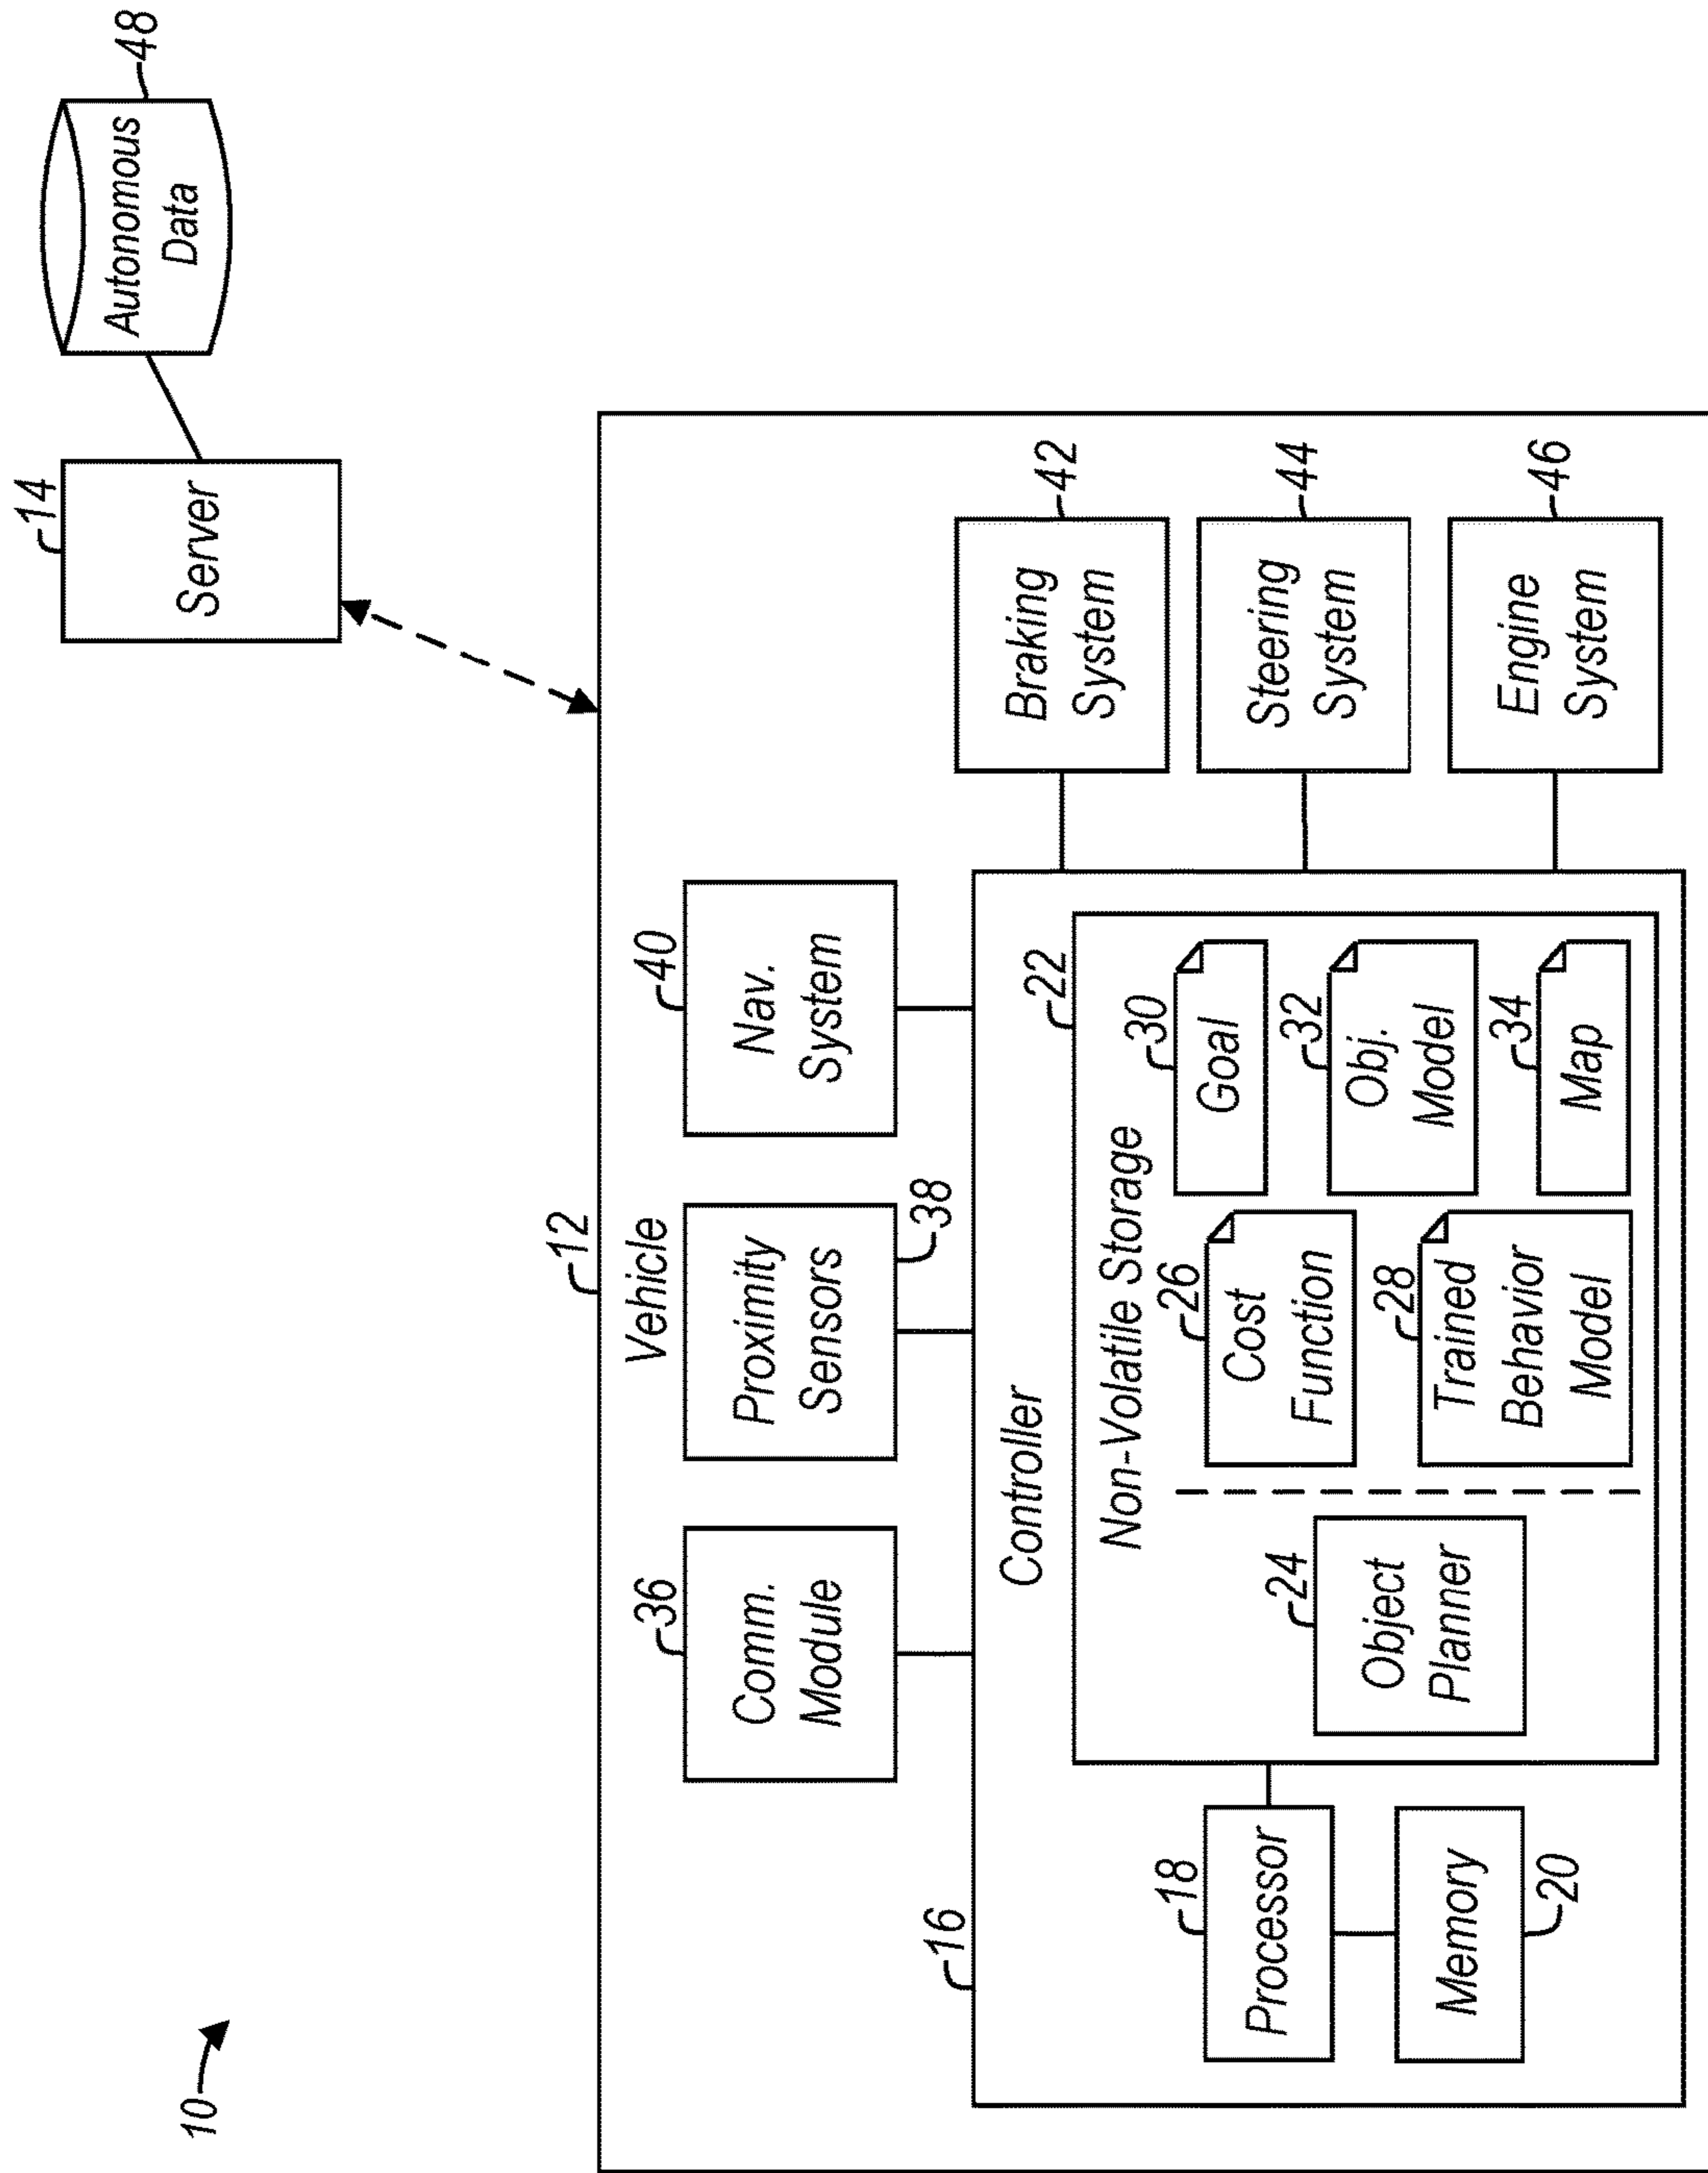 10
14
Server
48
Autonomous
Data
12
Vehicle
36
Comm.
Module
38
Proximity
Sensors
40
Nav.
System
16
Controller
18
Processor
20
Memory
22
Non-Volatile Storage
24
Object
Planner
26
Cost
Function
28
Trained
Behavior
Model
30
Goal
32
Obj.
Model
34
Map
42
Braking
System
44
Steering
System
46
Engine
System